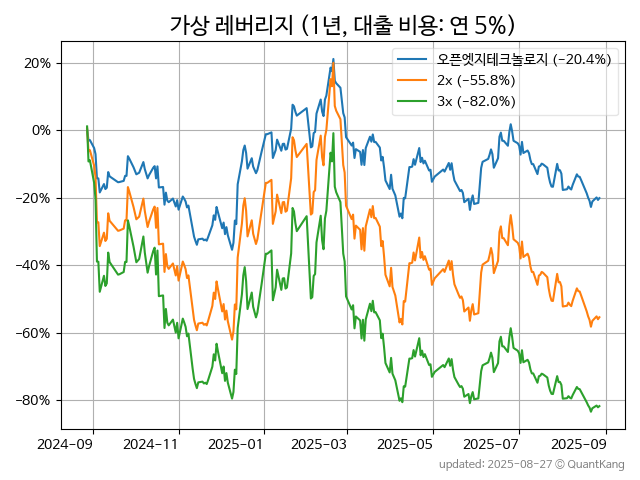 가상 레버리지 (1년, 대출 비용: 연 5%)
오픈엣지테크놀로지 (−20.4%)
2x (−55.8%)
3x (−82.0%)
20%
0%
−20%
−40%
−60%
−80%
2024-09 2024-11 2025-01 2025-03 2025-05 2025-07 2025-09
updated: 2025-08-27 © QuantKang